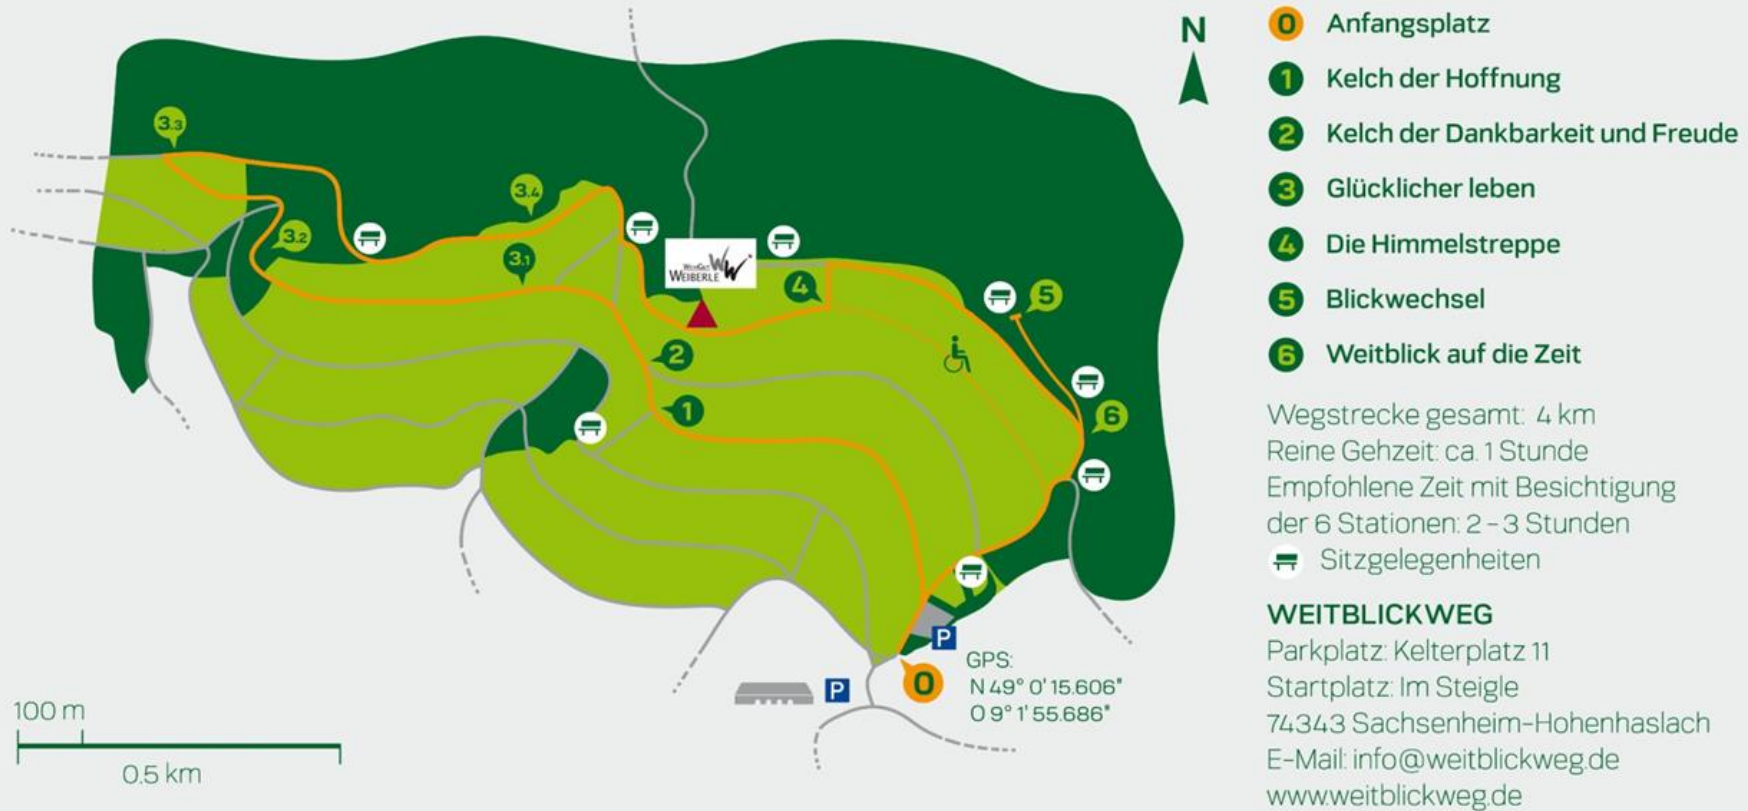 3.3
3.4
3.2
3.1
WEINGUT
WEIBERLE
W
4
5
2
1
6
P
P
0
GPS:
N 49° 0' 15.606"
O 9° 1' 55.686"
100 m
0.5 km
N
0 Anfangsplatz
1 Kelch der Hoffnung
2 Kelch der Dankbarkeit und Freude
3 Glücklicher leben
4 Die Himmelstreppe
5 Blickwechsel
6 Weitblick auf die Zeit
Wegstrecke gesamt: 4 km
Reine Gehzeit: ca. 1 Stunde
Empfohlene Zeit mit Besichtigung
der 6 Stationen: 2 - 3 Stunden
Sitzgelegenheiten
WEITBLICKWEG
Parkplatz: Kelterplatz 11
Startplatz: Im Steigle
74343 Sachsenheim-Hohenhaslach
E-Mail: info@weitblickweg.de
www.weitblickweg.de